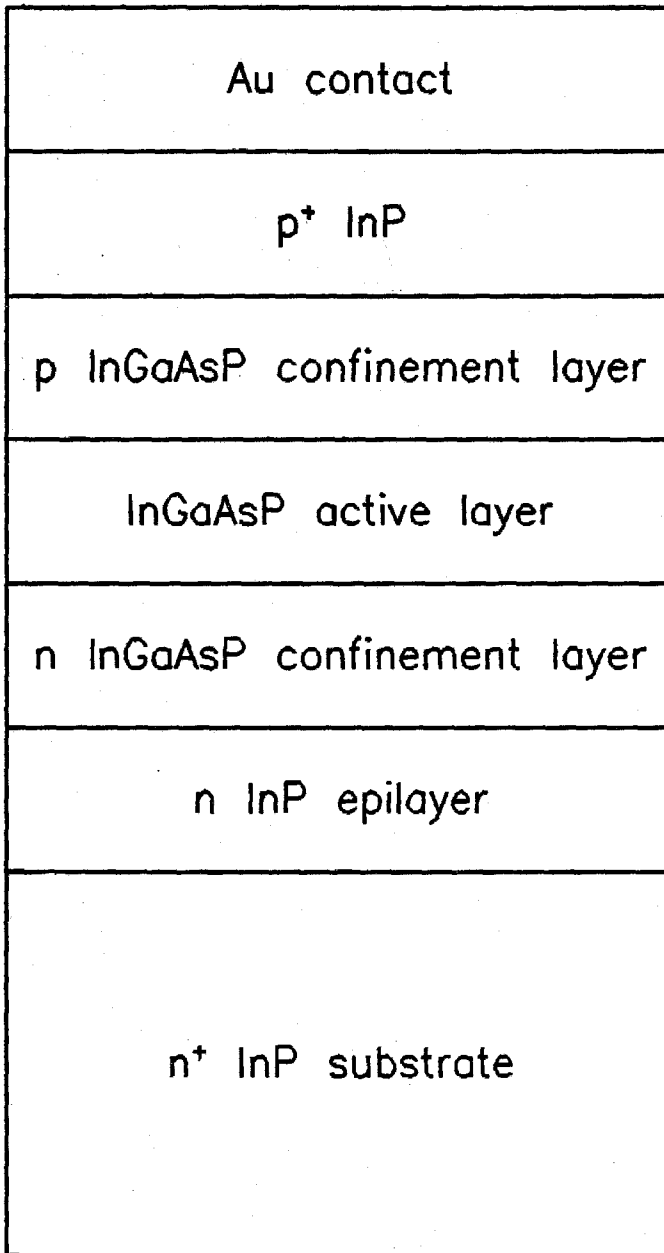 Au contact
p⁺ InP
p InGaAsP confinement layer
InGaAsP active layer
n InGaAsP confinement layer
n InP epilayer
n⁺ InP substrate